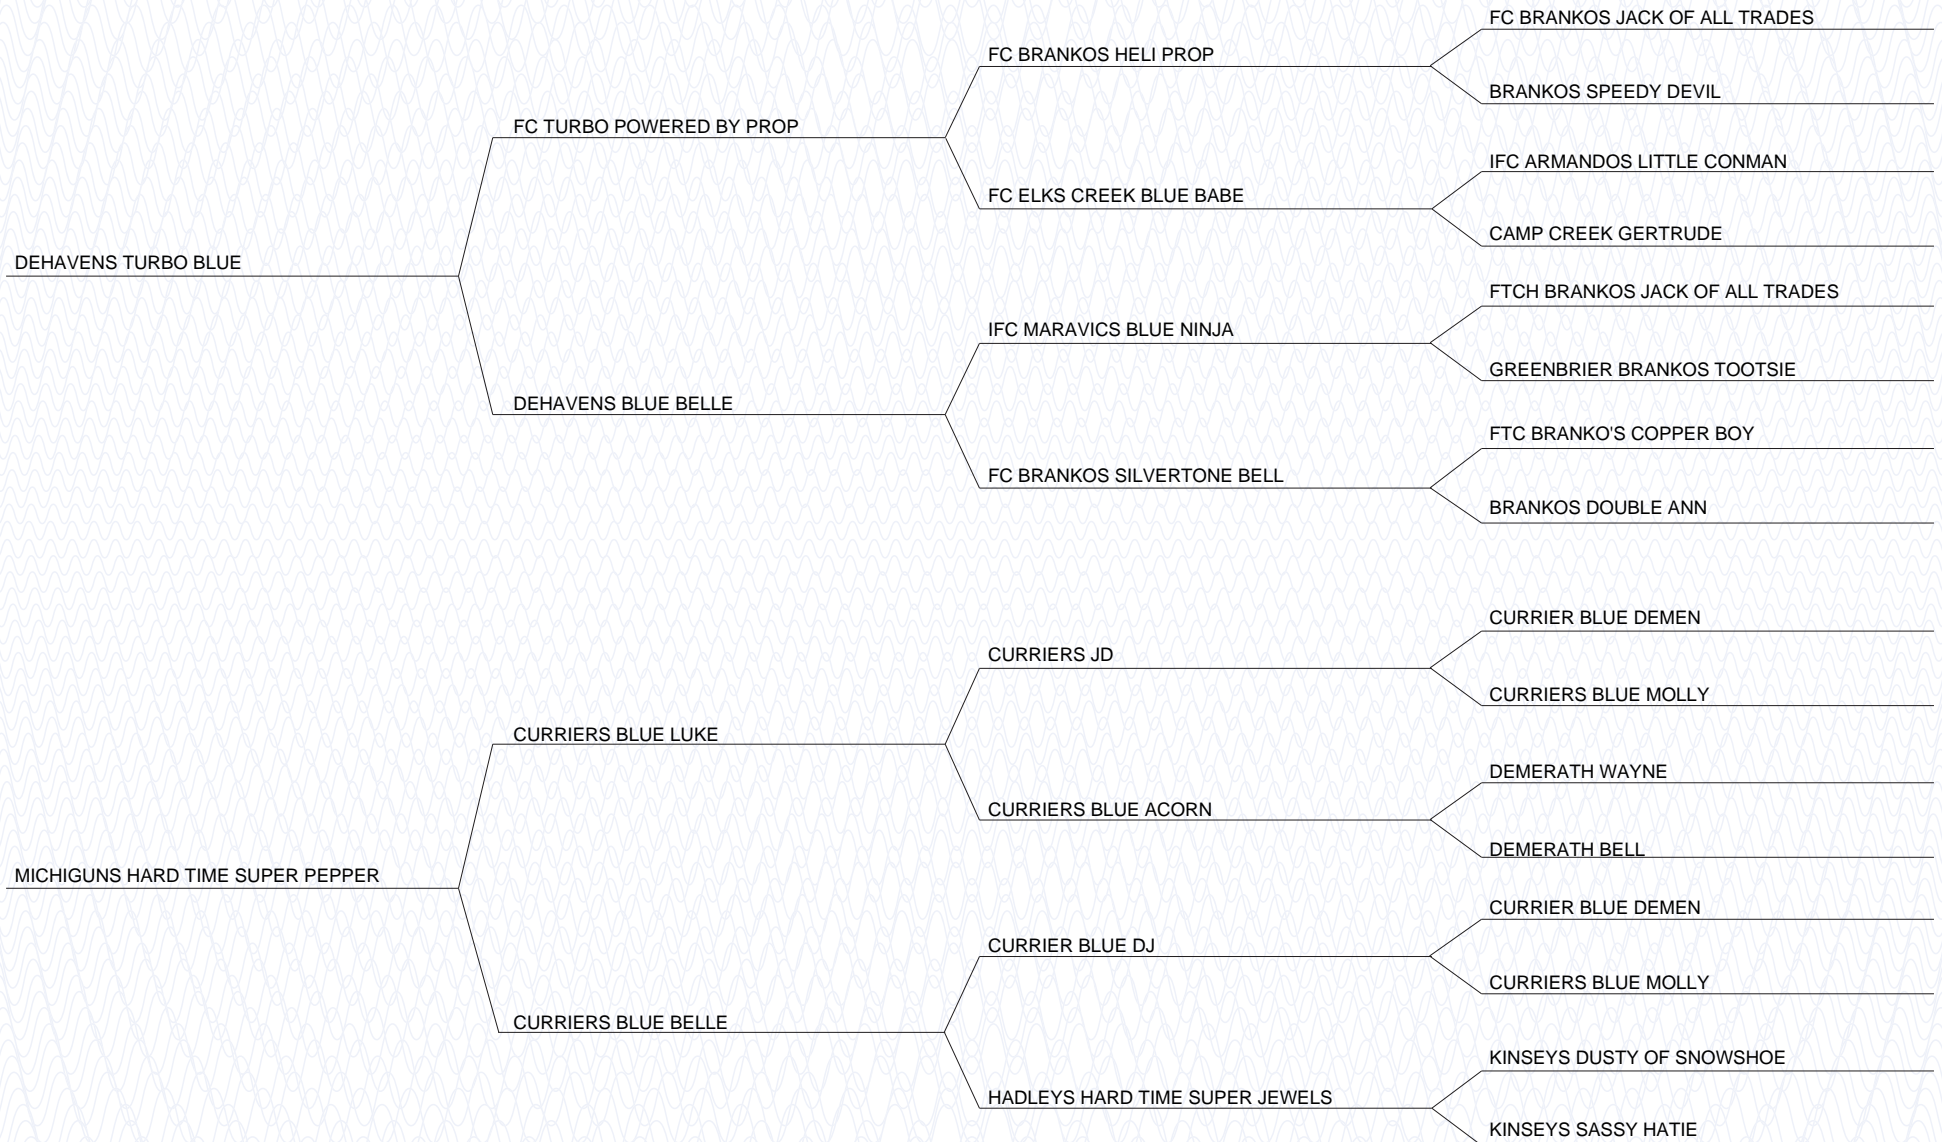 FC BRANKOS JACK OF ALL TRADES
FC BRANKOS HELI PROP
BRANKOS SPEEDY DEVIL
FC TURBO POWERED BY PROP
IFC ARMANDOS LITTLE CONMAN
FC ELKS CREEK BLUE BABE
CAMP CREEK GERTRUDE
DEHAVENS TURBO BLUE
FTCH BRANKOS JACK OF ALL TRADES
IFC MARAVICS BLUE NINJA
GREENBRIER BRANKOS TOOTSIE
DEHAVENS BLUE BELLE
FTC BRANKO'S COPPER BOY
FC BRANKOS SILVERTONE BELL
BRANKOS DOUBLE ANN
CURRIER BLUE DEMEN
CURRIERS JD
CURRIERS BLUE MOLLY
CURRIERS BLUE LUKE
DEMERATH WAYNE
CURRIERS BLUE ACORN
DEMERATH BELL
MICHIGUNS HARD TIME SUPER PEPPER
CURRIER BLUE DEMEN
CURRIER BLUE DJ
CURRIERS BLUE MOLLY
CURRIERS BLUE BELLE
KINSEYS DUSTY OF SNOWSHOE
HADLEYS HARD TIME SUPER JEWELS
KINSEYS SASSY HATIE